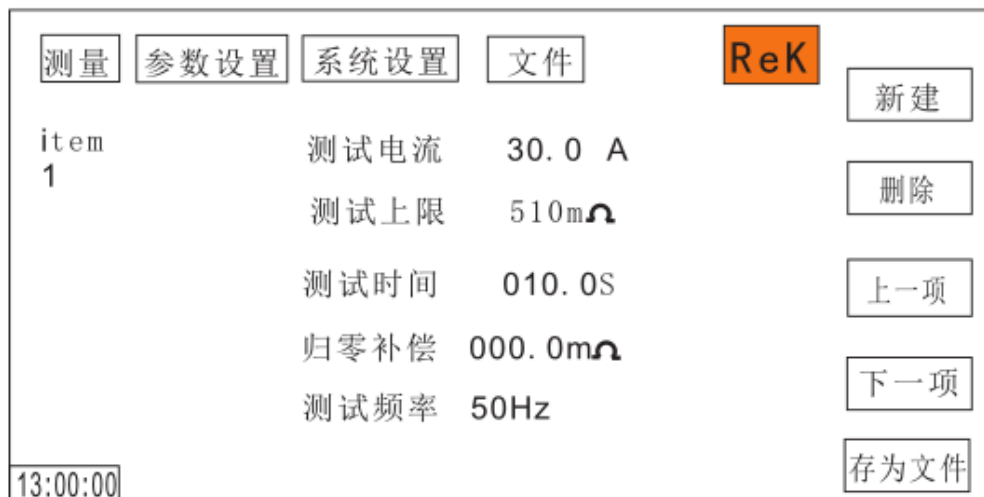 测量 参数设置 系统设置 文件 ReK
新建
item 测试电流 30.0 A
1
删除
测试上限 510mΩ
测试时间 010.0S
上一项
归零补偿 000.0mΩ
下一项
测试频率 50Hz
存为文件
13:00:00